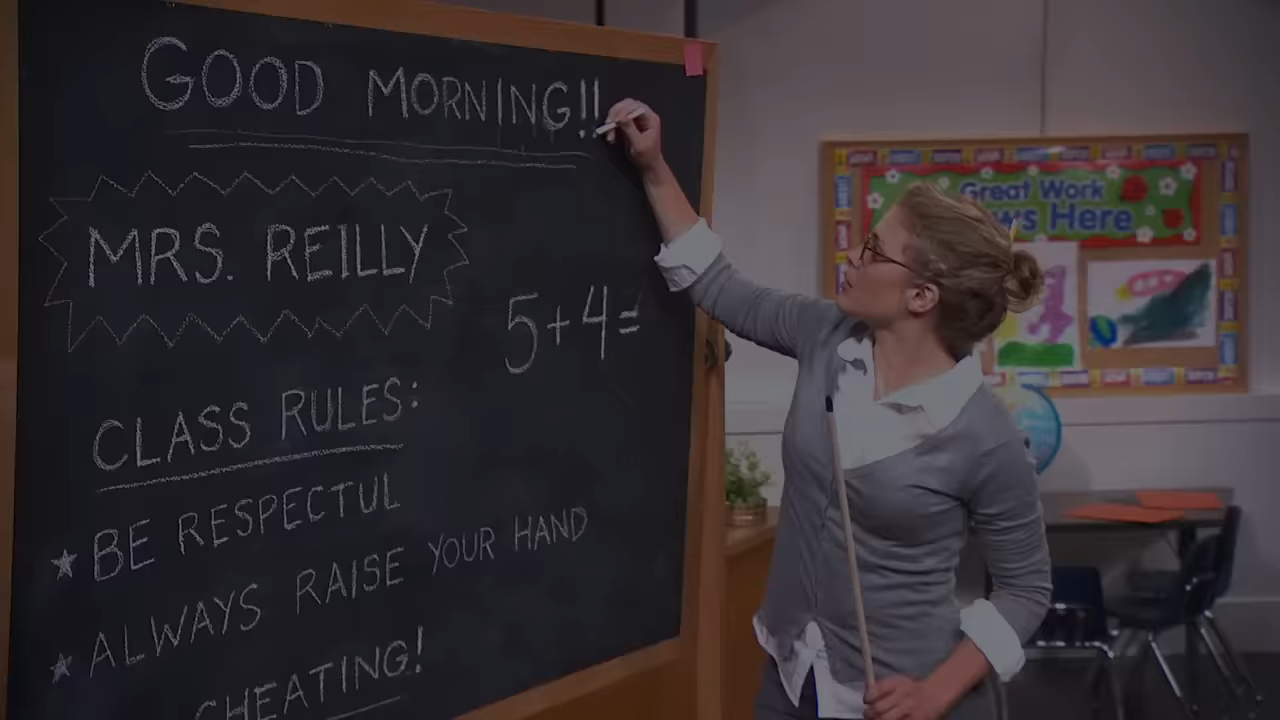 GOOD MORNING!!
MRS. REILLY
5+4=
CLASS RULES:
★ BE RESPECTUL
★ ALWAYS RAISE YOUR HAND
CHEATING!
Great Work
Here